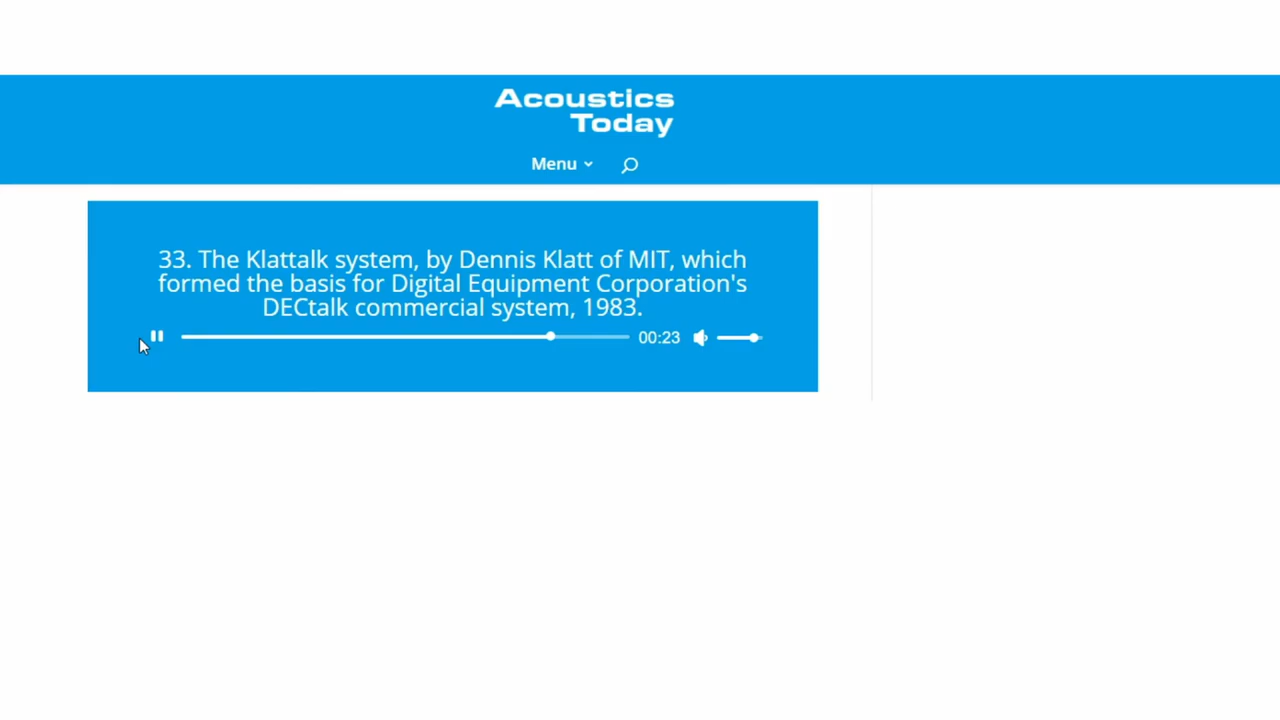 Acoustics
Today
Menu
33. The Klattalk system, by Dennis Klatt of MIT, which
formed the basis for Digital Equipment Corporation's
DECtalk commercial system, 1983.
00:23